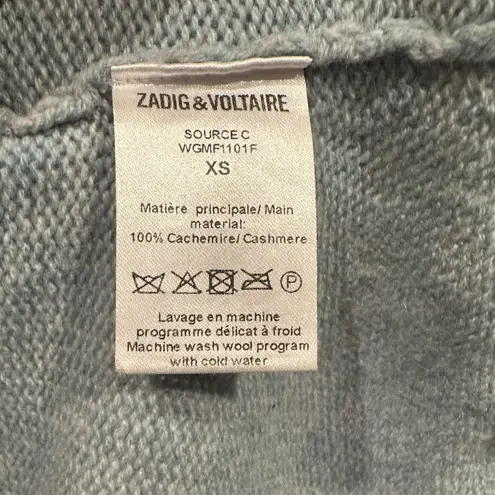 ZADIG&VOLTAIRE
SOURCE C
WGMF1101F
XS
Matière principale/ Main
material:
100% Cachemire/ Cashmere
P
Lavage en machine
programme délicat à froid
Machine wash wool program
with cold water